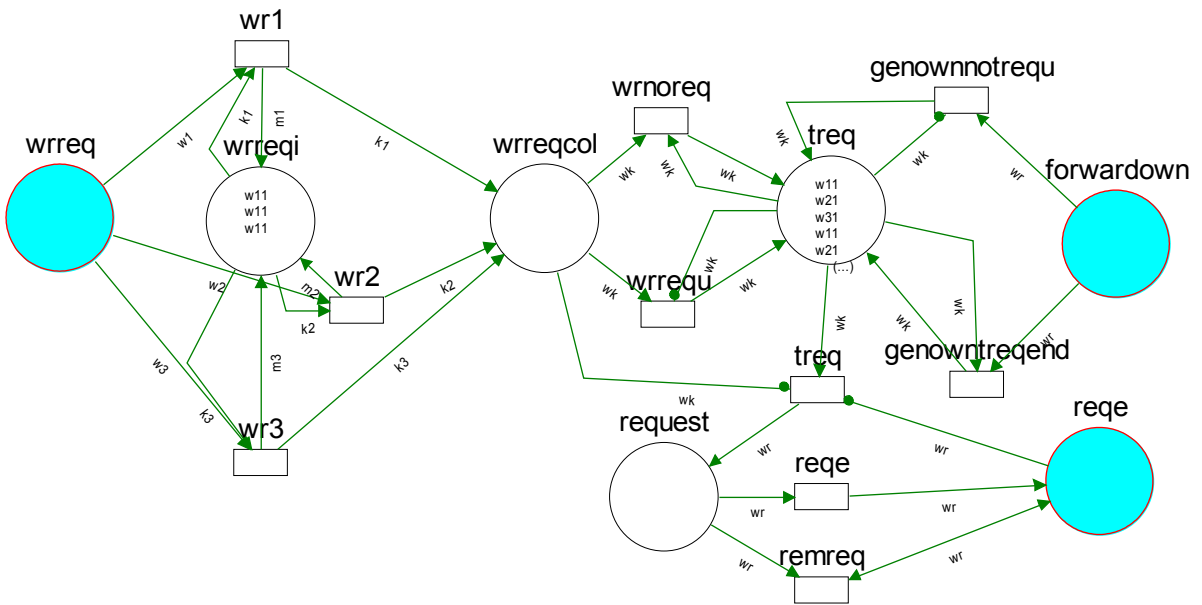 wr1
genownnotrequ
wrnoreq
k1
m1
w1
k1
wrreq
wrreqi
wrreqcol
treq
wk
wk
wk
wk
wk
wr
forwardown
w11
w11
w11
w11
w21
w31
w11
w21
(...)
w2
m2
wr2
k2
k2
wrrequ
wk
wk
wk
wk
wk
wk
wr
w3
m3
k3
k3
wr3
treq
genowntreqend
wk
request
wr
wr
reqe
reqe
wr
wr
wr
remreq
wr